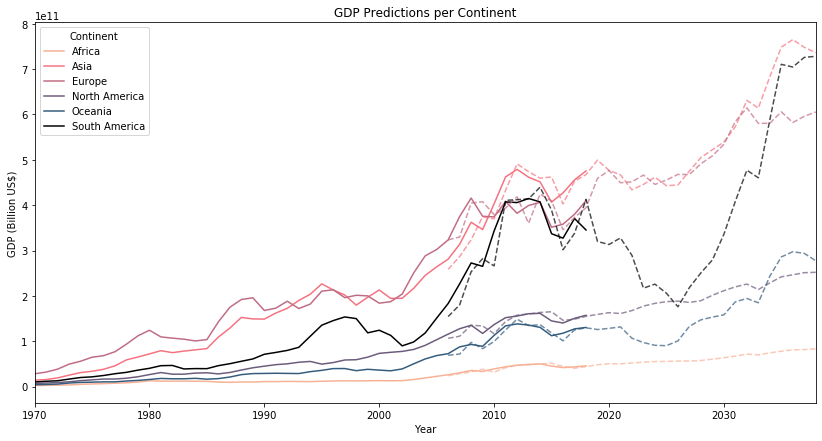 GDP Predictions per Continent
1e11
8
7
6
5
4
3
2
1
0
GDP (Billion US$)
Continent
Africa
Asia
Europe
North America
Oceania
South America
1970
1980
1990
2000
2010
2020
2030
Year